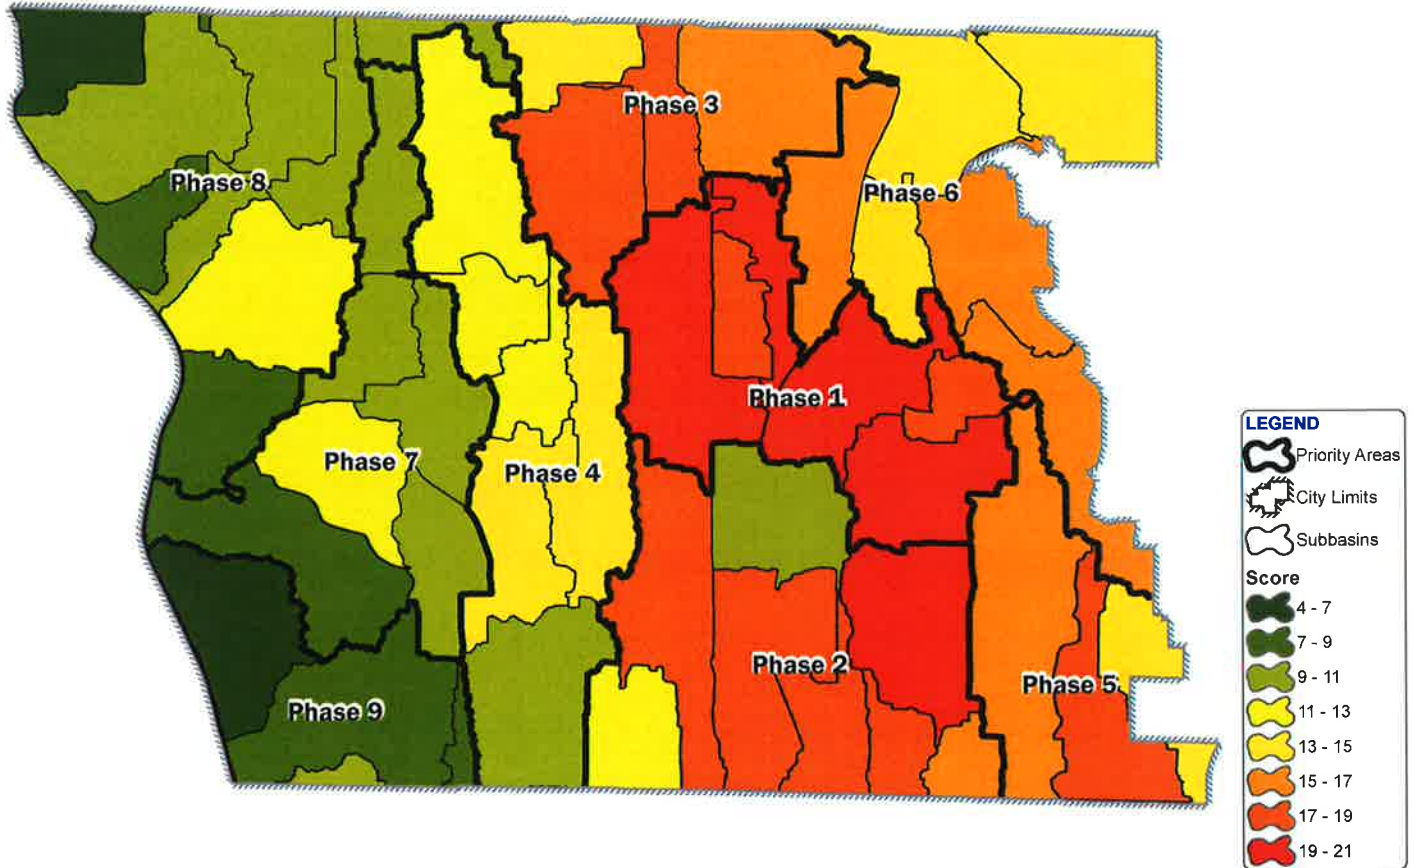 Phase 3
Phase 8
Phase 6
Phase 1
Phase 7
Phase 4
Phase 2
Phase 5
Phase 9
LEGEND
Priority Areas
City Limits
Subbasins
Score
4 - 7
7 - 9
9 - 11
11 - 13
13 - 15
15 - 17
17 - 19
19 - 21